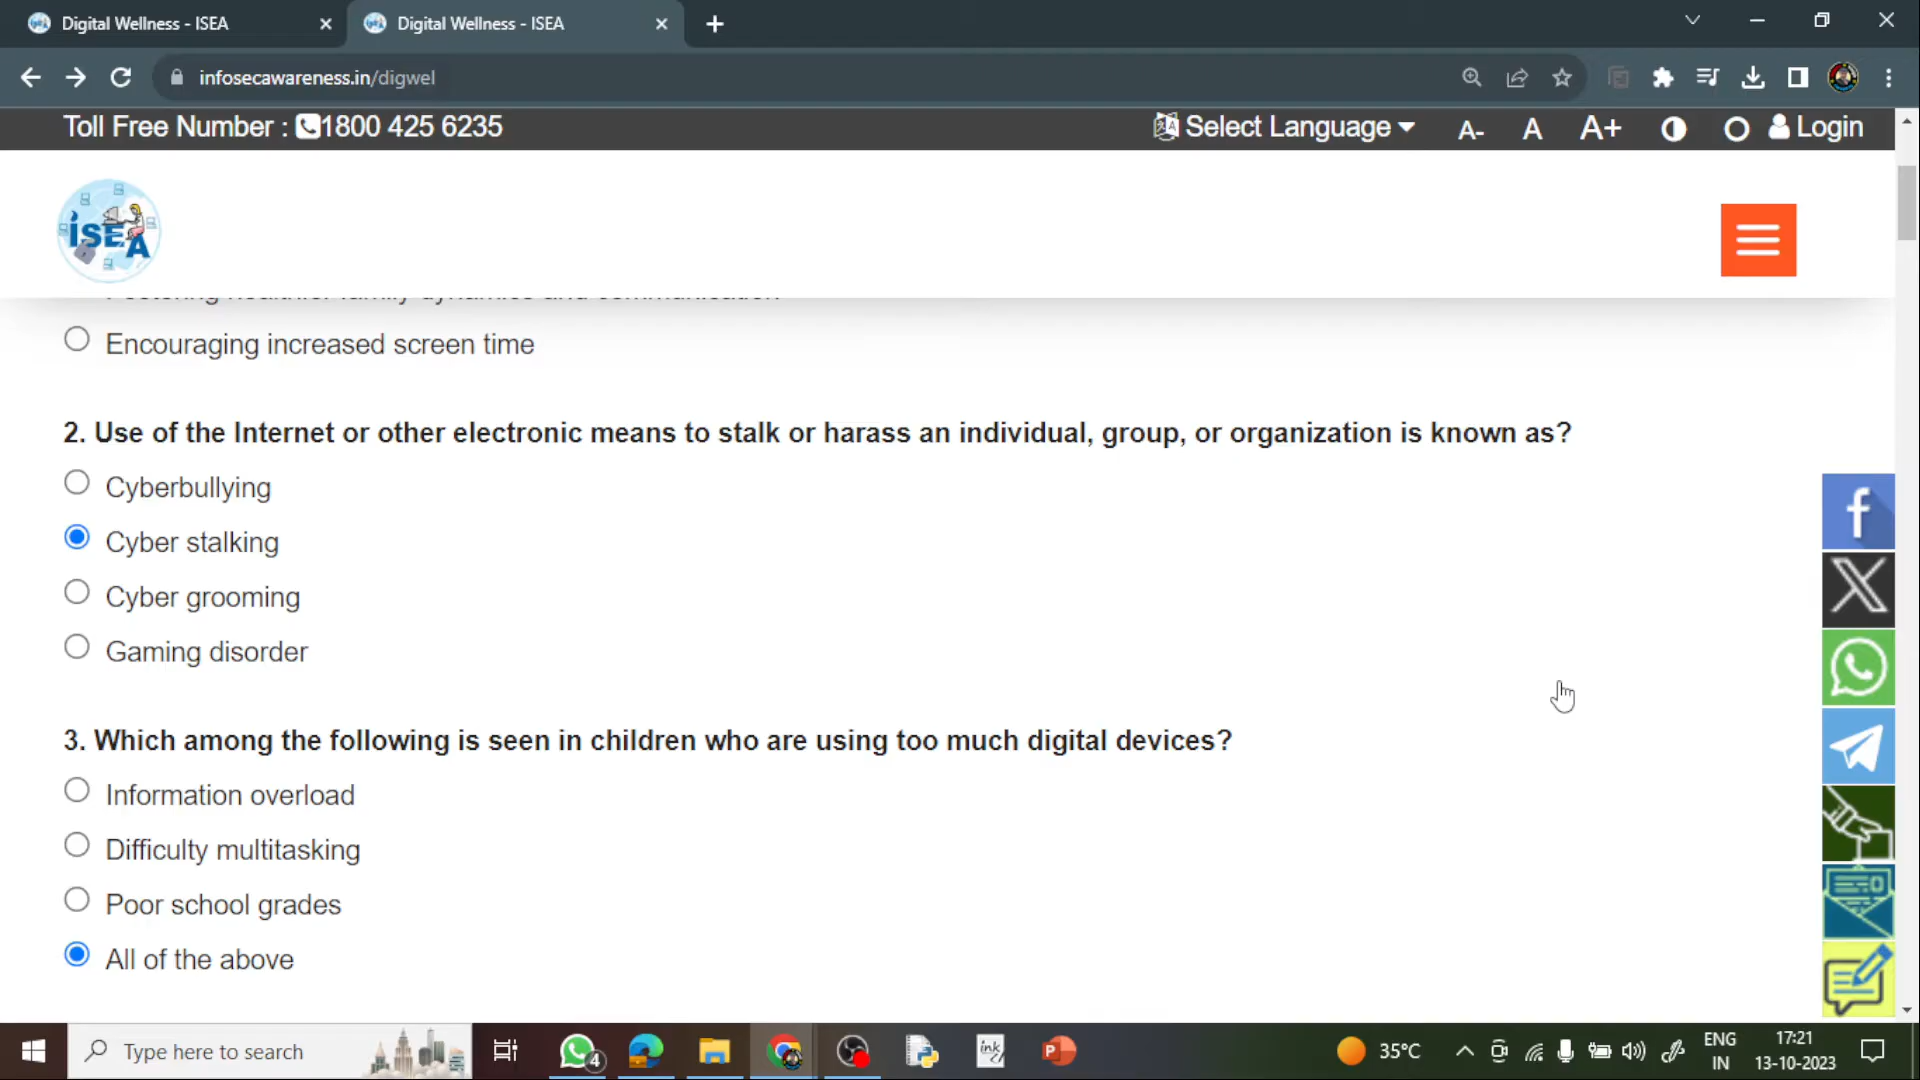 Digital Wellness - ISEA
Digital Wellness - ISEA
infosecawareness.in/digwel
Toll Free Number : 1800 425 6235
Select Language
A-
A
A+
Login
ISEA
Encouraging increased screen time
2. Use of the Internet or other electronic means to stalk or harass an individual, group, or organization is known as?
Cyberbullying
Cyber stalking
Cyber grooming
Gaming disorder
3. Which among the following is seen in children who are using too much digital devices?
Information overload
Difficulty multitasking
Poor school grades
All of the above
Type here to search
4
ink
P
35°C
ENG
IN
17:21
13-10-2023